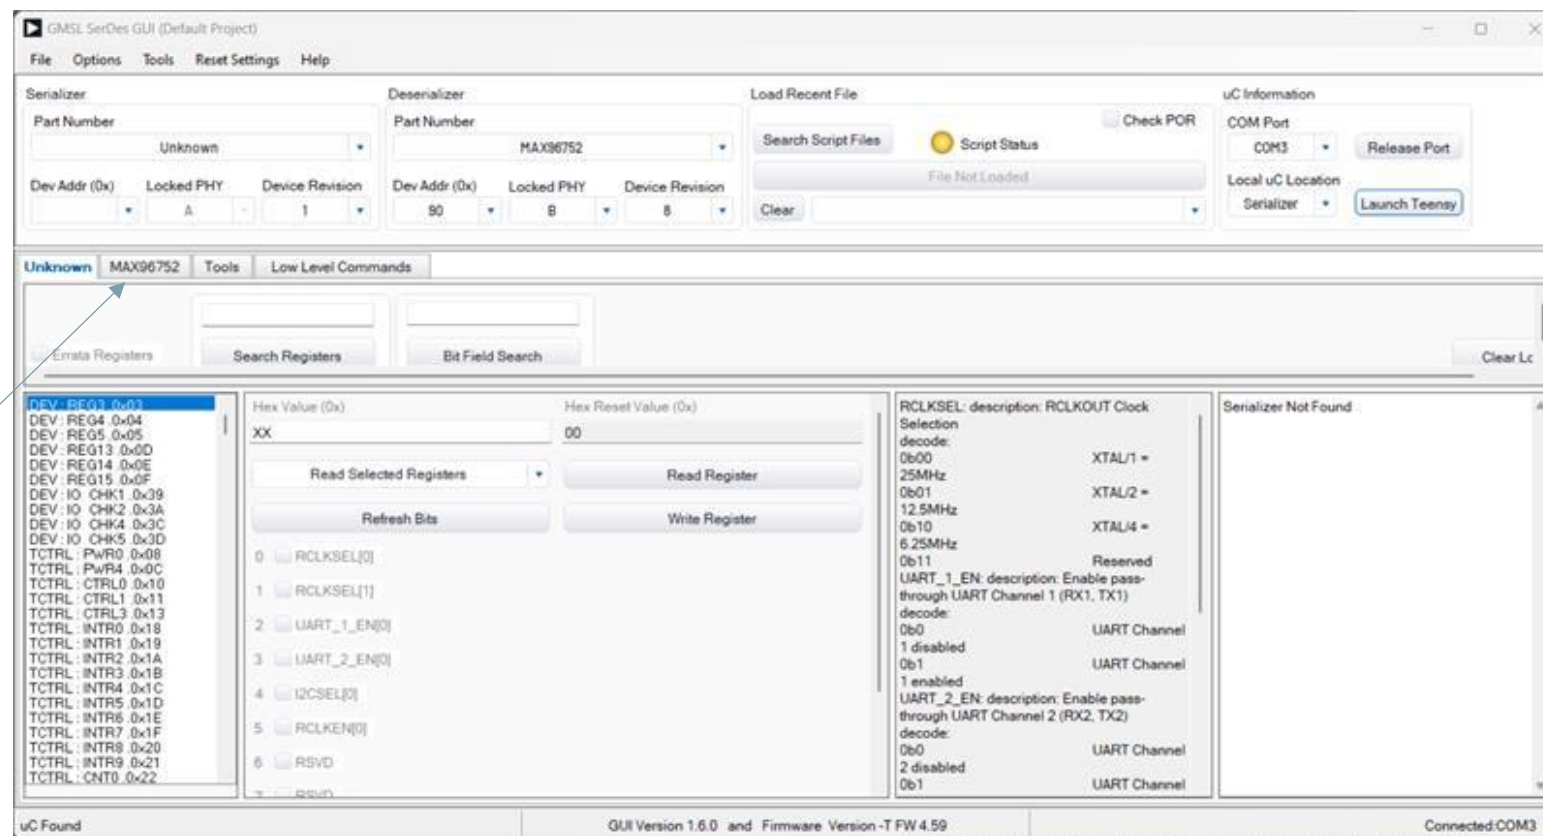 GMSL SerDes GUI (Default Project)
File Options Tools Reset Settings Help
Serializer
Part Number
Unknown
Dev Addr (0x) Locked PHY Device Revision
A 1
Deserializer
Part Number
MAX96752
Dev Addr (0x) Locked PHY Device Revision
90 B 8
Load Recent File
Check POR
Search Script Files Script Status
File Not Loaded
Clear
uC Information
COM Port
COM3 Release Port
Local uC Location
Serializer Launch Teensy
Unknown MAX96752 Tools Low Level Commands
Errata Registers Search Registers Bit Field Search Clear Lc
DEV : REG3 .0x03
DEV : REG4 .0x04
DEV : REG5 .0x05
DEV : REG13 .0x0D
DEV : REG14 .0x0E
DEV : REG15 .0x0F
DEV : IO CHK1 .0x39
DEV : IO CHK2 .0x3A
DEV : IO CHK4 .0x3C
DEV : IO CHK5 .0x3D
TCTRL : PWR0 .0x08
TCTRL : PWR4 .0x0C
TCTRL : CTRL0 .0x10
TCTRL : CTRL1 .0x11
TCTRL : CTRL3 .0x13
TCTRL : INTR0 .0x18
TCTRL : INTR1 .0x19
TCTRL : INTR2 .0x1A
TCTRL : INTR3 .0x1B
TCTRL : INTR4 .0x1C
TCTRL : INTR5 .0x1D
TCTRL : INTR6 .0x1E
TCTRL : INTR7 .0x1F
TCTRL : INTR8 .0x20
TCTRL : INTR9 .0x21
TCTRL : CNT0 .0x22
Hex Value (0x) Hex Reset Value (0x)
XX 00
Read Selected Registers Read Register
Refresh Bits Write Register
0 RCLKSEL[0]
1 RCLKSEL[1]
2 UART_1_EN[0]
3 UART_2_EN[0]
4 I2CSEL[0]
5 RCLKEN[0]
6 RSVD
7 RSVD
RCLKSEL: description: RCLKOUT Clock
Selection
decode:
0b00 XTAL/1 =
25MHz
0b01 XTAL/2 =
12.5MHz
0b10 XTAL/4 =
6.25MHz
0b11 Reserved
UART_1_EN: description: Enable pass-
through UART Channel 1 (RX1, TX1)
decode:
0b0 UART Channel
1 disabled
0b1 UART Channel
1 enabled
UART_2_EN: description: Enable pass-
through UART Channel 2 (RX2, TX2)
decode:
0b0 UART Channel
2 disabled
0b1 UART Channel
Serializer Not Found
uC Found GUI Version 1.6.0 and Firmware Version -T FW 4.59 Connected:COM3